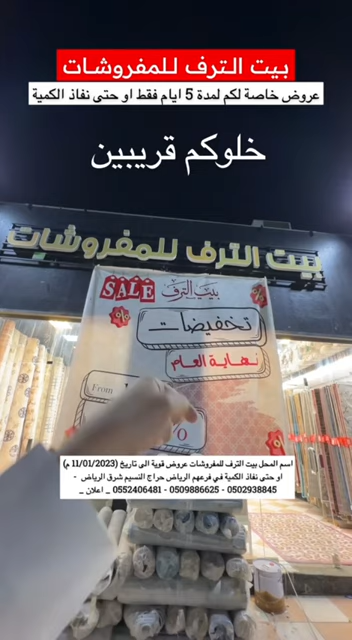 بيت الترف للمفروشات
عروض خاصة لكم لمدة 5 ايام فقط او حتى نفاذ الكمية
خلوكم قريبين
بيت الترف للمفروشات
SALE بيت الترف
%
تخفيضات
%
نهاية العام
From
اسم المحل بيت الترف للمفروشات عروض قوية الى تاريخ (11/01/2023 م)
او حتى نفاذ الكمية في فرعهم الرياض حراج النسيم شرق الرياض -
0502938845 - 0509886625 - 0552406481 _ اعلان _